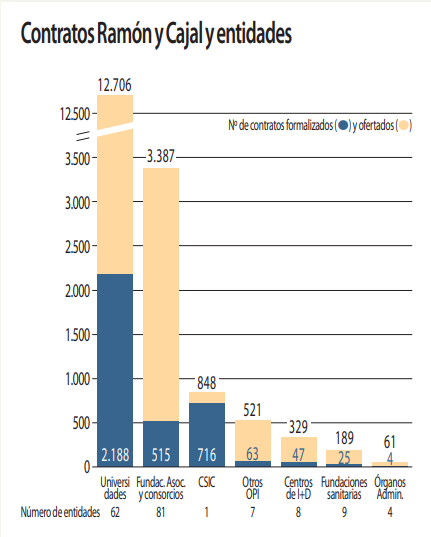 Contratos Ramón y Cajal y entidades
12.706
12.500
Nº de contratos formalizados ( ) y ofertados ( )
3.500
3.387
3.000
2.500
2.000
1.500
1.000
848
500
521
329
189
61
2.188 515 716 63 47 25 4
0
Universi Fundac. Asoc. CSIC Otros Centros Fundaciones Órganos
dades y consorcios OPI de I+D sanitarias Admin.
Número de entidades 62 81 1 7 8 9 4